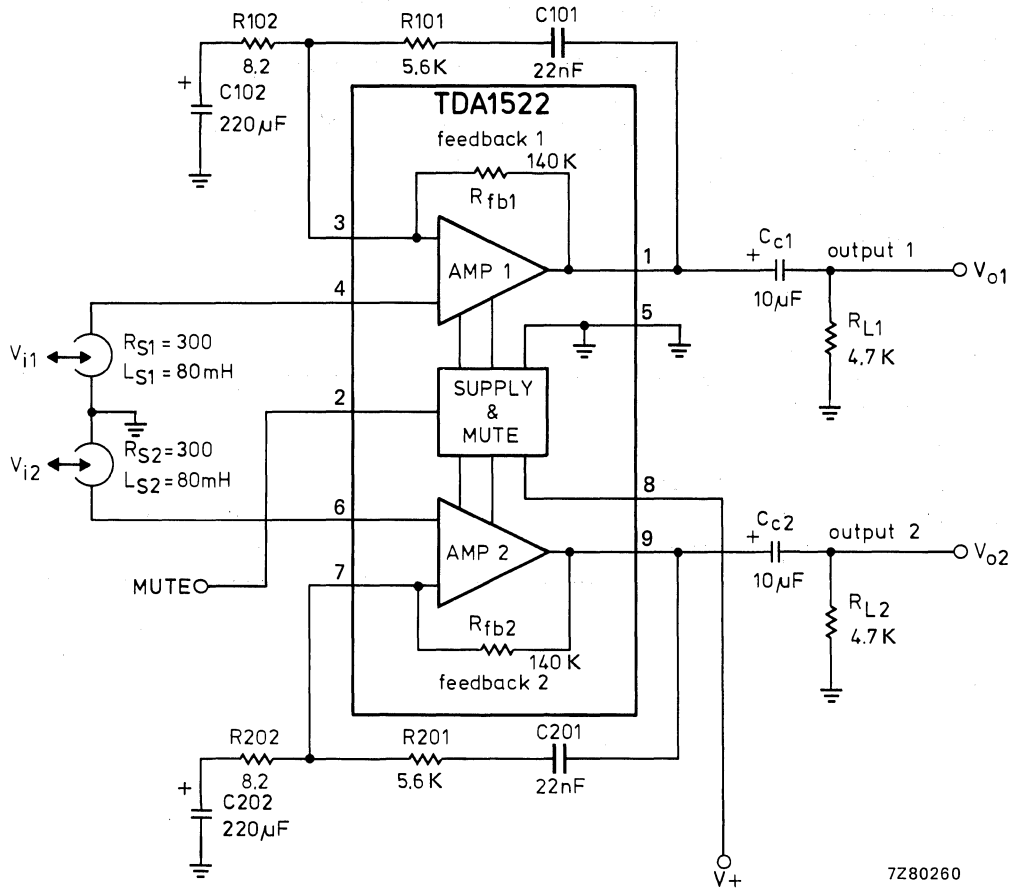 R102
8.2
R101
5.6K
C101
22nF
+
C102
220µF
TDA1522
feedback 1
140K
Rfb1
3
AMP 1
1
+
Cc1
10µF
output 1
Vo1
4
5
RL1
4.7K
Vi1
RS1=300
LS1=80mH
2
SUPPLY
&
MUTE
Vi2
RS2=300
LS2=80mH
8
6
AMP 2
9
+
Cc2
10µF
output 2
Vo2
MUTE
7
Rfb2
140K
feedback 2
RL2
4.7K
R202
8.2
R201
5.6K
C201
22nF
+
C202
220µF
V+
7Z80260